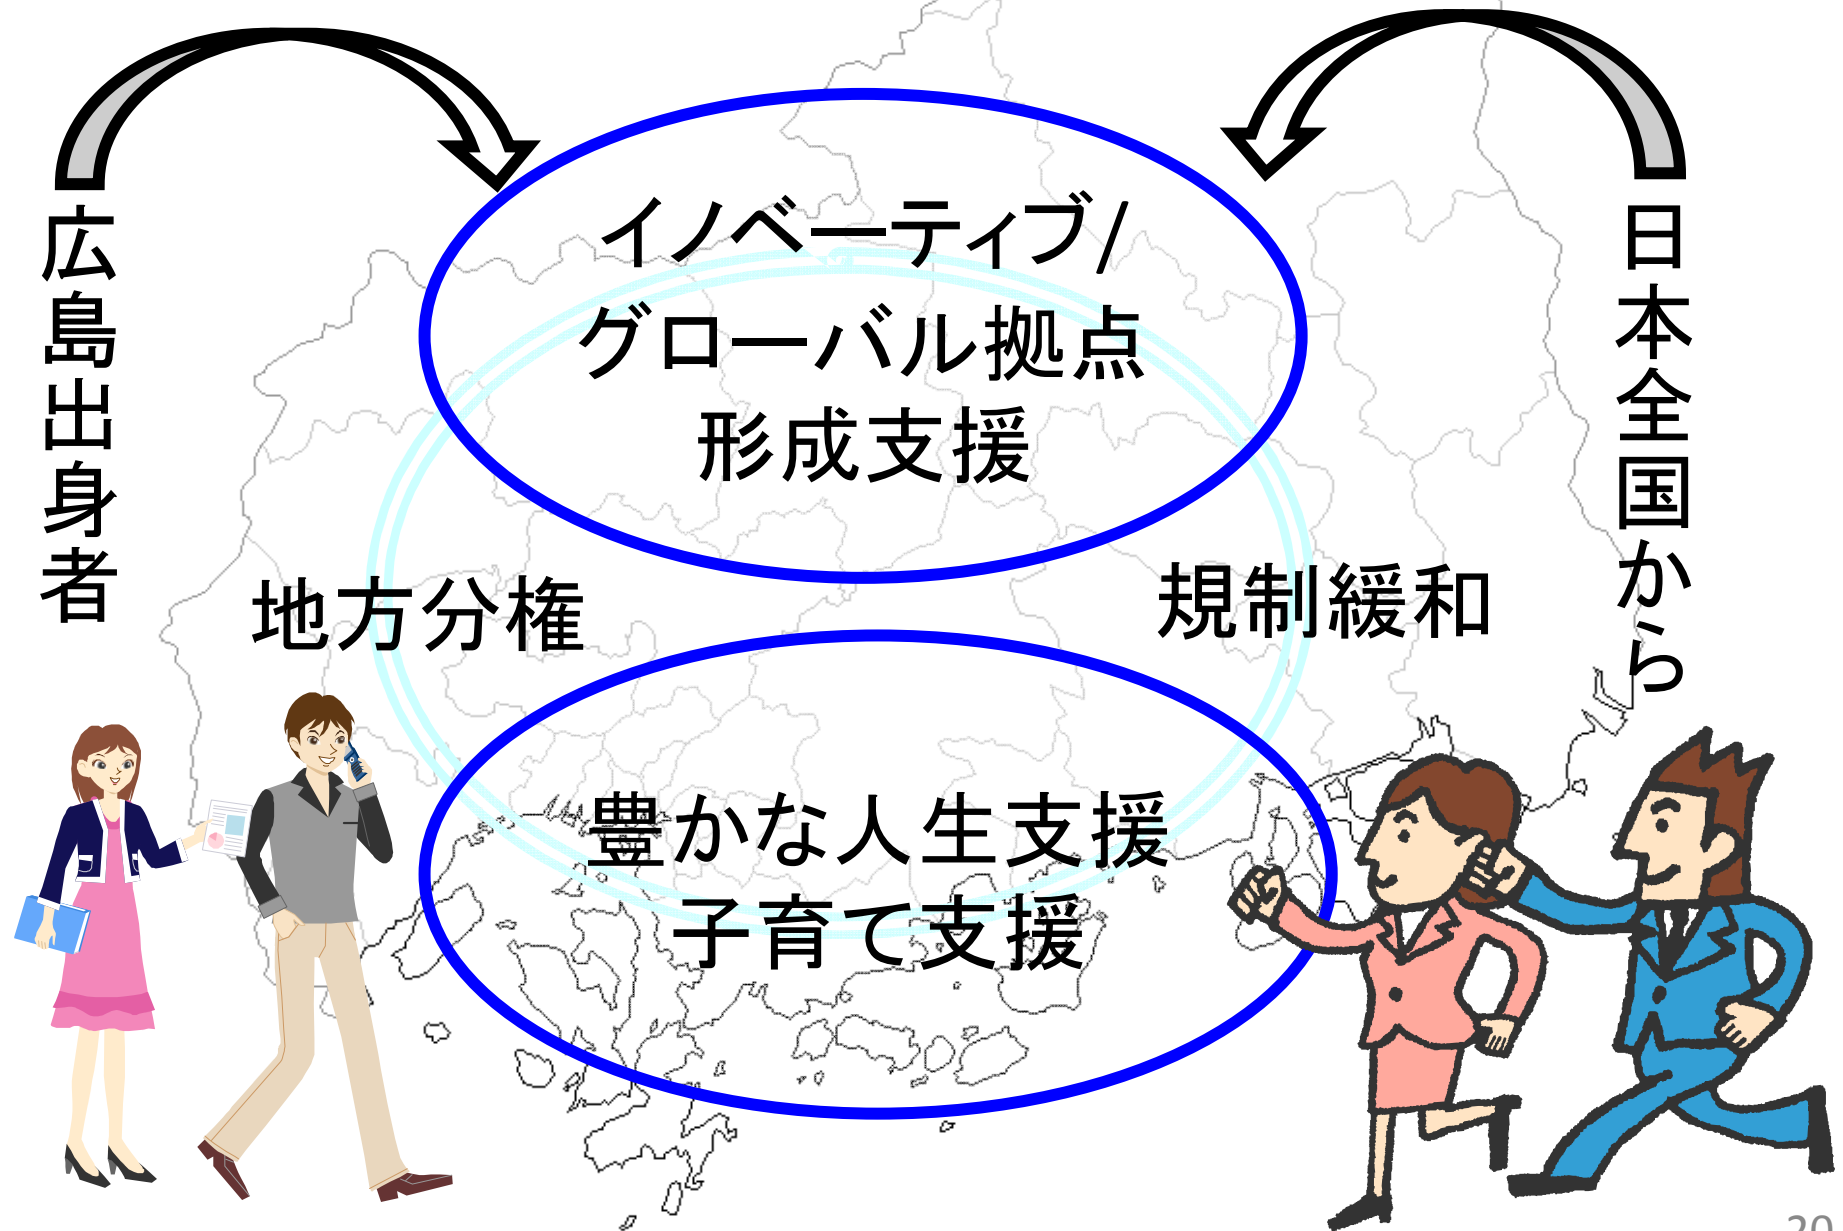 広島出身者
イノベーティブ/
グローバル拠点
形成支援
日本全国から
地方分権
規制緩和
豊かな人生支援
子育て支援
20